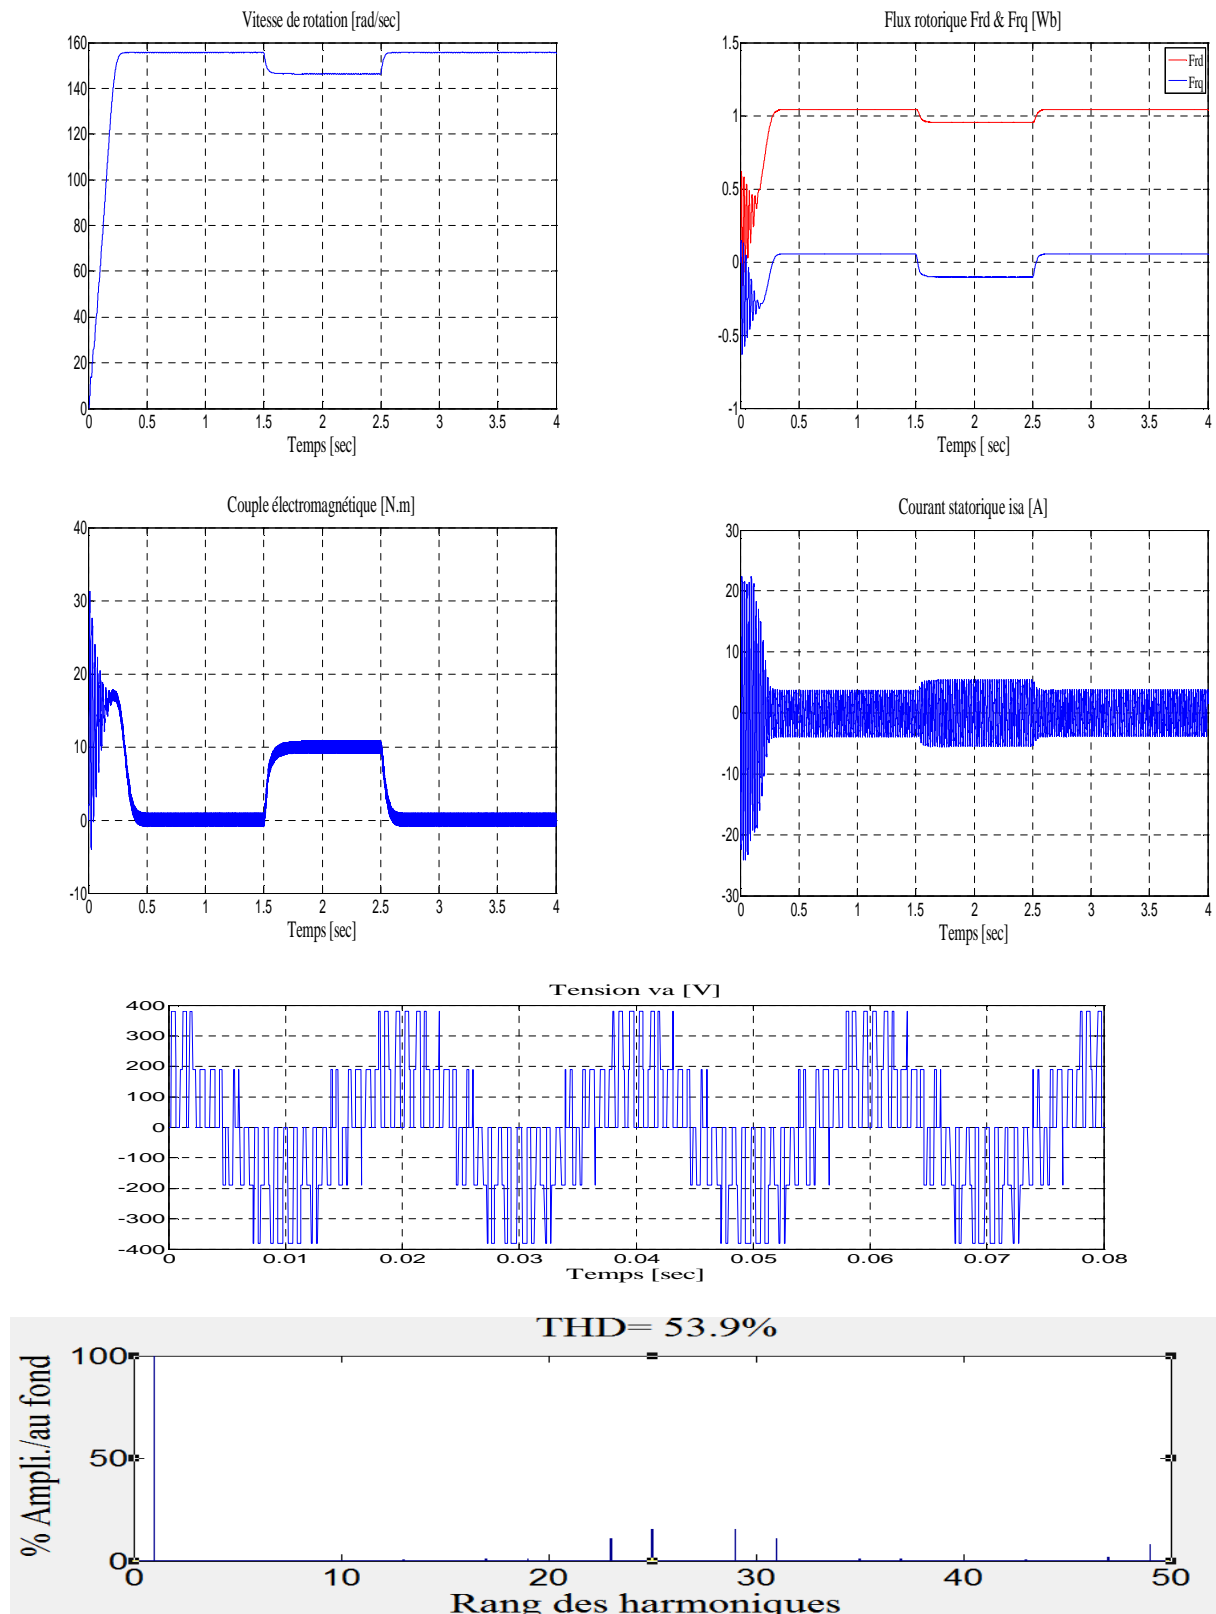 Vitesse de rotation [rad/sec]
160
140
120
100
80
60
40
20
0
0 0.5 1 1.5 2 2.5 3 3.5 4
Temps [sec]
Flux rotorique Frd & Frq [Wb]
1.5
1
0.5
0
-0.5
-1
Frd
Frq
0 0.5 1 1.5 2 2.5 3 3.5 4
Temps [ sec]
Couple électromagnétique [N.m]
40
30
20
10
0
-10
0 0.5 1 1.5 2 2.5 3 3.5 4
Temps [sec]
Courant statorique isa [A]
30
20
10
0
-10
-20
-30
0 0.5 1 1.5 2 2.5 3 3.5 4
Temps [sec]
Tension va [V]
400
300
200
100
0
-100
-200
-300
-400
0 0.01 0.02 0.03 0.04 0.05 0.06 0.07 0.08
Temps [sec]
THD= 53.9%
% Ampli./au fond
100
50
0
0 10 20 30 40 50
Rang des harmoniques